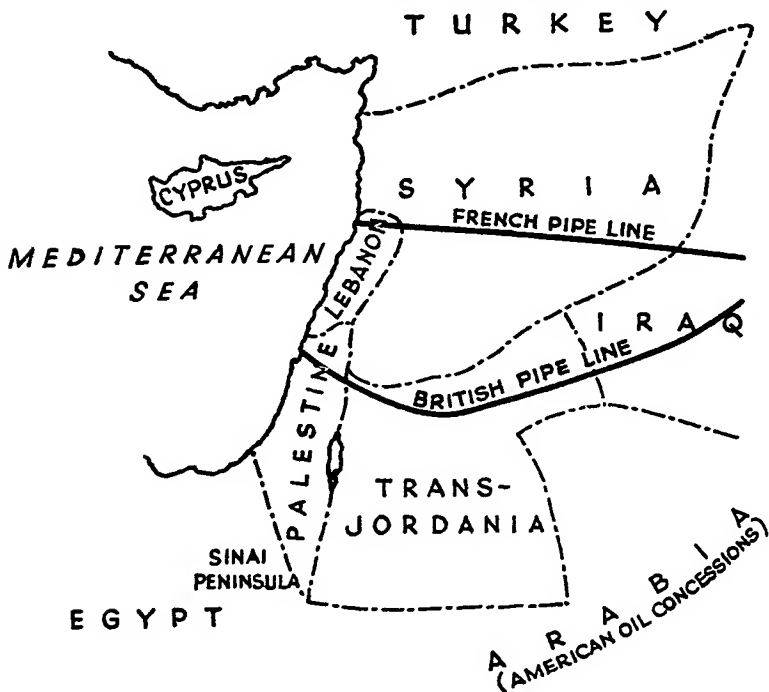 TURKEY
CYPRUS
SYRIA
FRENCH PIPE LINE
MEDITERRANEAN
SEA
LEBANON
IRAQ
BRITISH PIPE LINE
PALESTINE
TRANS-
JORDANIA
SINAI
PENINSULA
EGYPT
ARABIA
(AMERICAN OIL CONCESSIONS)